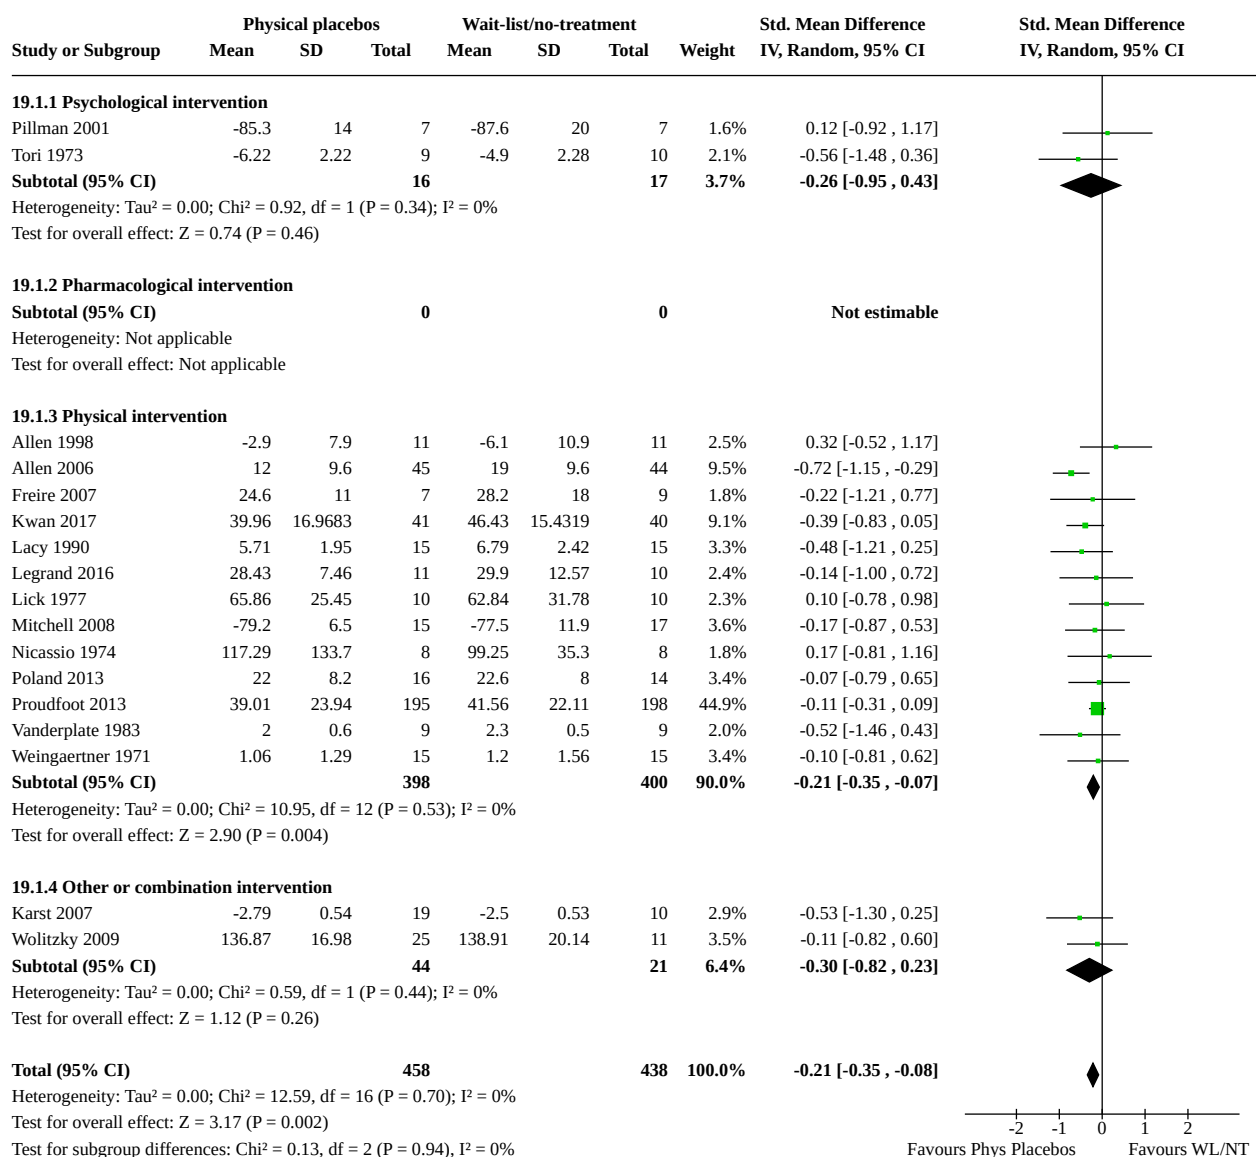 Physical placebos Wait-list/no-treatment Std. Mean Difference Std. Mean Difference
Study or Subgroup Mean SD Total Mean SD Total Weight IV, Random, 95% CI IV, Random, 95% CI
19.1.1 Psychological intervention
Pillman 2001 -85.3 14 7 -87.6 20 7 1.6% 0.12 [-0.92 , 1.17]
Tori 1973 -6.22 2.22 9 -4.9 2.28 10 2.1% -0.56 [-1.48 , 0.36]
Subtotal (95% CI) 16 17 3.7% -0.26 [-0.95 , 0.43]
Heterogeneity: Tau² = 0.00; Chi² = 0.92, df = 1 (P = 0.34); I² = 0%
Test for overall effect: Z = 0.74 (P = 0.46)
19.1.2 Pharmacological intervention
Subtotal (95% CI) 0 0 Not estimable
Heterogeneity: Not applicable
Test for overall effect: Not applicable
19.1.3 Physical intervention
Allen 1998 -2.9 7.9 11 -6.1 10.9 11 2.5% 0.32 [-0.52 , 1.17]
Allen 2006 12 9.6 45 19 9.6 44 9.5% -0.72 [-1.15 , -0.29]
Freire 2007 24.6 11 7 28.2 18 9 1.8% -0.22 [-1.21 , 0.77]
Kwan 2017 39.96 16.9683 41 46.43 15.4319 40 9.1% -0.39 [-0.83 , 0.05]
Lacy 1990 5.71 1.95 15 6.79 2.42 15 3.3% -0.48 [-1.21 , 0.25]
Legrand 2016 28.43 7.46 11 29.9 12.57 10 2.4% -0.14 [-1.00 , 0.72]
Lick 1977 65.86 25.45 10 62.84 31.78 10 2.3% 0.10 [-0.78 , 0.98]
Mitchell 2008 -79.2 6.5 15 -77.5 11.9 17 3.6% -0.17 [-0.87 , 0.53]
Nicassio 1974 117.29 133.7 8 99.25 35.3 8 1.8% 0.17 [-0.81 , 1.16]
Poland 2013 22 8.2 16 22.6 8 14 3.4% -0.07 [-0.79 , 0.65]
Proudfoot 2013 39.01 23.94 195 41.56 22.11 198 44.9% -0.11 [-0.31 , 0.09]
Vanderplate 1983 2 0.6 9 2.3 0.5 9 2.0% -0.52 [-1.46 , 0.43]
Weingaertner 1971 1.06 1.29 15 1.2 1.56 15 3.4% -0.10 [-0.81 , 0.62]
Subtotal (95% CI) 398 400 90.0% -0.21 [-0.35 , -0.07]
Heterogeneity: Tau² = 0.00; Chi² = 10.95, df = 12 (P = 0.53); I² = 0%
Test for overall effect: Z = 2.90 (P = 0.004)
19.1.4 Other or combination intervention
Karst 2007 -2.79 0.54 19 -2.5 0.53 10 2.9% -0.53 [-1.30 , 0.25]
Wolitzky 2009 136.87 16.98 25 138.91 20.14 11 3.5% -0.11 [-0.82 , 0.60]
Subtotal (95% CI) 44 21 6.4% -0.30 [-0.82 , 0.23]
Heterogeneity: Tau² = 0.00; Chi² = 0.59, df = 1 (P = 0.44); I² = 0%
Test for overall effect: Z = 1.12 (P = 0.26)
Total (95% CI) 458 438 100.0% -0.21 [-0.35 , -0.08]
Heterogeneity: Tau² = 0.00; Chi² = 12.59, df = 16 (P = 0.70); I² = 0%
Test for overall effect: Z = 3.17 (P = 0.002)
-2 -1 0 1 2
Test for subgroup differences: Chi² = 0.13, df = 2 (P = 0.94), I² = 0% Favours Phys Placebos Favours WL/NT